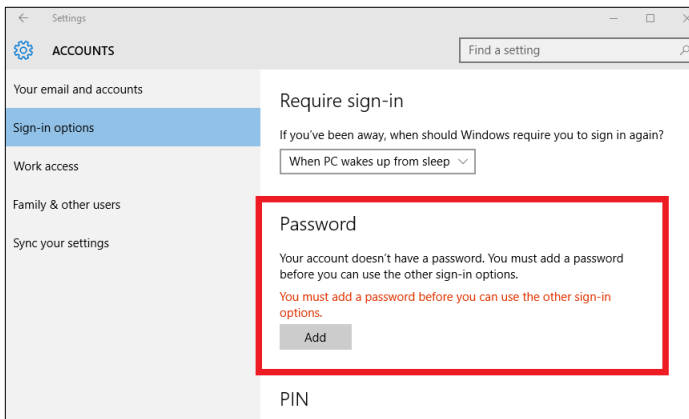 Settings
ACCOUNTS
Find a setting
Your email and accounts
Sign-in options
Work access
Family & other users
Sync your settings
Require sign-in
If you've been away, when should Windows require you to sign in again?
When PC wakes up from sleep
Password
Your account doesn't have a password. You must add a password
before you can use the other sign-in options.
You must add a password before you can use the other sign-in
options.
Add
PIN